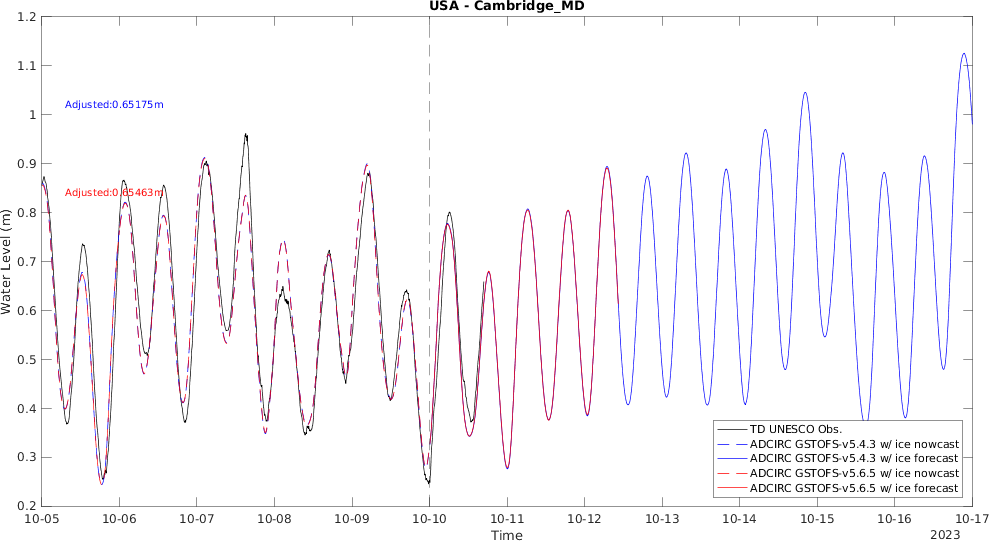 USA - Cambridge_MD
1.2
1.1
1
0.9
0.8
0.7
0.6
0.5
0.4
0.3
0.2
Water Level (m)
Adjusted:0.65175m
Adjusted:0.65463m
TD UNESCO Obs.
ADCIRC GSTOFS-v5.4.3 w/ ice nowcast
ADCIRC GSTOFS-v5.4.3 w/ ice forecast
ADCIRC GSTOFS-v5.6.5 w/ ice nowcast
ADCIRC GSTOFS-v5.6.5 w/ ice forecast
10-05 10-06 10-07 10-08 10-09 10-10 10-11 10-12 10-13 10-14 10-15 10-16 10-17
Time
2023